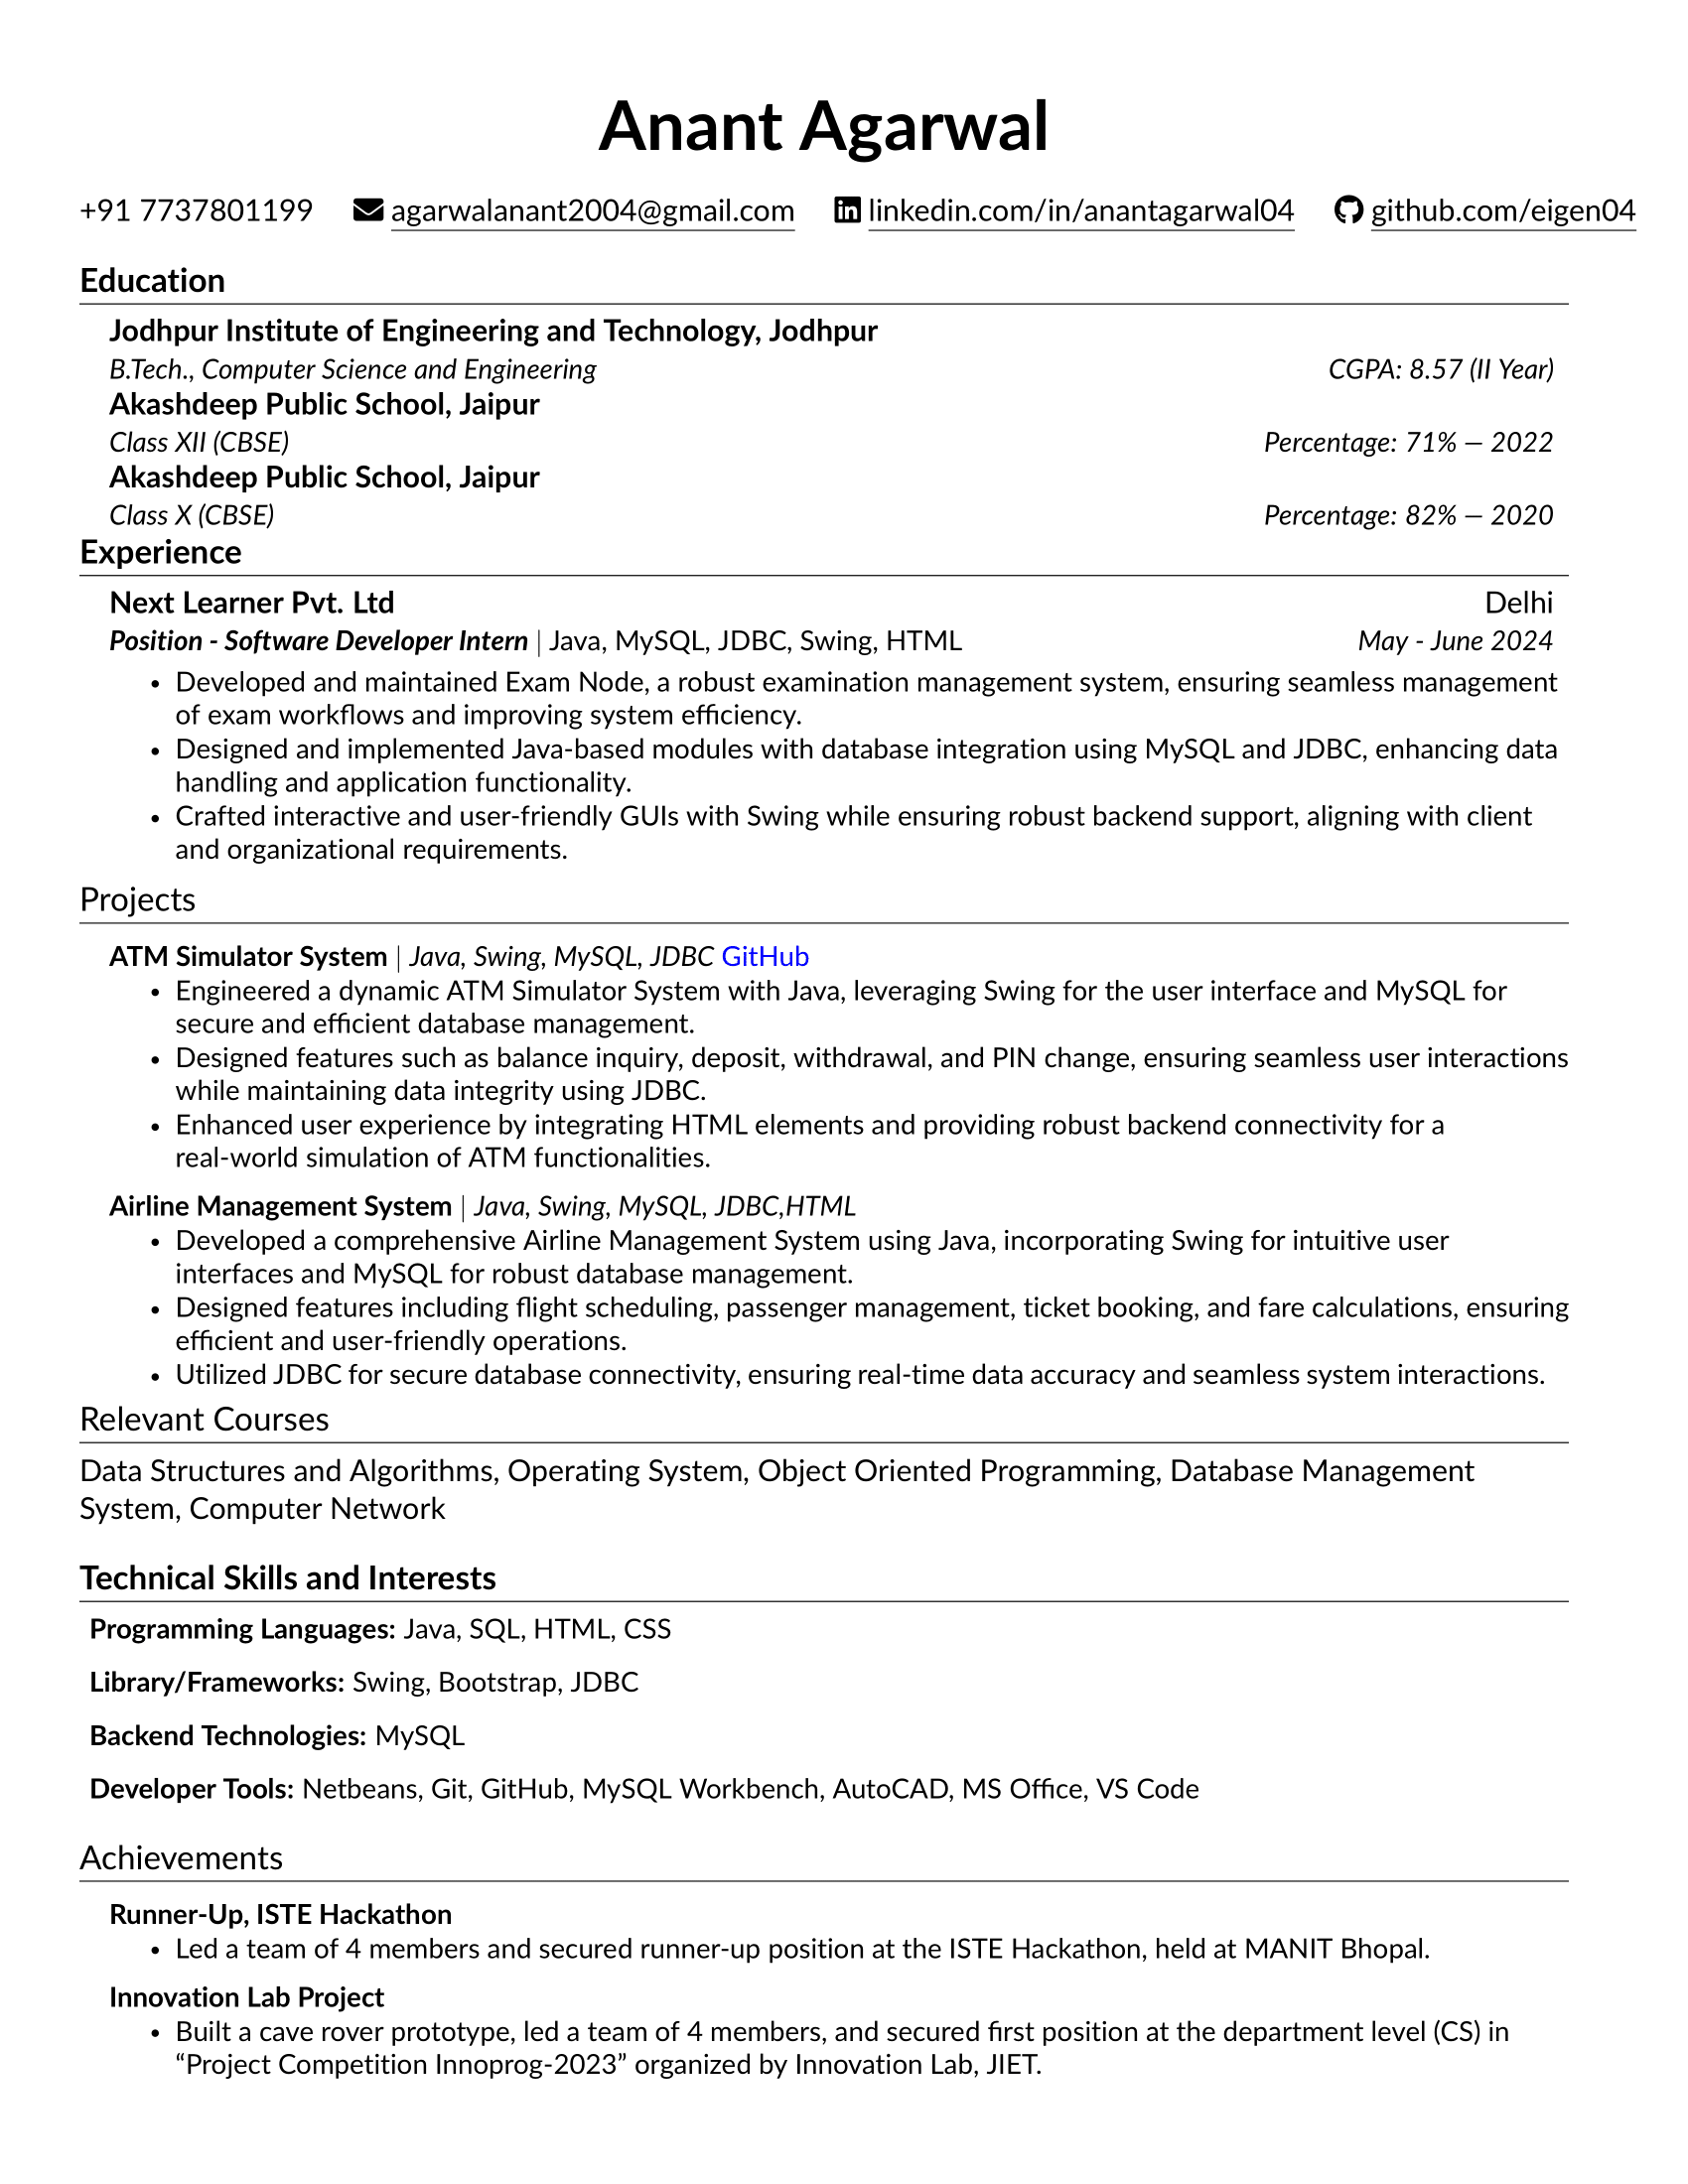 Anant Agarwal
+91 7737801199 agarwalanant2004@gmail.com linkedin.com/in/anantagarwal04 github.com/eigen04
Education
Jodhpur Institute of Engineering and Technology, Jodhpur
B.Tech., Computer Science and Engineering CGPA: 8.57 (II Year)
Akashdeep Public School, Jaipur
Class XII (CBSE) Percentage: 71% — 2022
Akashdeep Public School, Jaipur
Class X (CBSE) Percentage: 82% — 2020
Experience
Next Learner Pvt. Ltd Delhi
Position - Software Developer Intern | Java, MySQL, JDBC, Swing, HTML May - June 2024
• Developed and maintained Exam Node, a robust examination management system, ensuring seamless management
of exam workflows and improving system efficiency.
• Designed and implemented Java-based modules with database integration using MySQL and JDBC, enhancing data
handling and application functionality.
• Crafted interactive and user-friendly GUIs with Swing while ensuring robust backend support, aligning with client
and organizational requirements.
Projects
ATM Simulator System | Java, Swing, MySQL, JDBC GitHub
• Engineered a dynamic ATM Simulator System with Java, leveraging Swing for the user interface and MySQL for
secure and efficient database management.
• Designed features such as balance inquiry, deposit, withdrawal, and PIN change, ensuring seamless user interactions
while maintaining data integrity using JDBC.
• Enhanced user experience by integrating HTML elements and providing robust backend connectivity for a
real-world simulation of ATM functionalities.
Airline Management System | Java, Swing, MySQL, JDBC,HTML
• Developed a comprehensive Airline Management System using Java, incorporating Swing for intuitive user
interfaces and MySQL for robust database management.
• Designed features including flight scheduling, passenger management, ticket booking, and fare calculations, ensuring
efficient and user-friendly operations.
• Utilized JDBC for secure database connectivity, ensuring real-time data accuracy and seamless system interactions.
Relevant Courses
Data Structures and Algorithms, Operating System, Object Oriented Programming, Database Management
System, Computer Network
Technical Skills and Interests
Programming Languages: Java, SQL, HTML, CSS
Library/Frameworks: Swing, Bootstrap, JDBC
Backend Technologies: MySQL
Developer Tools: Netbeans, Git, GitHub, MySQL Workbench, AutoCAD, MS Office, VS Code
Achievements
Runner-Up, ISTE Hackathon
• Led a team of 4 members and secured runner-up position at the ISTE Hackathon, held at MANIT Bhopal.
Innovation Lab Project
• Built a cave rover prototype, led a team of 4 members, and secured first position at the department level (CS) in
“Project Competition Innoprog-2023” organized by Innovation Lab, JIET.